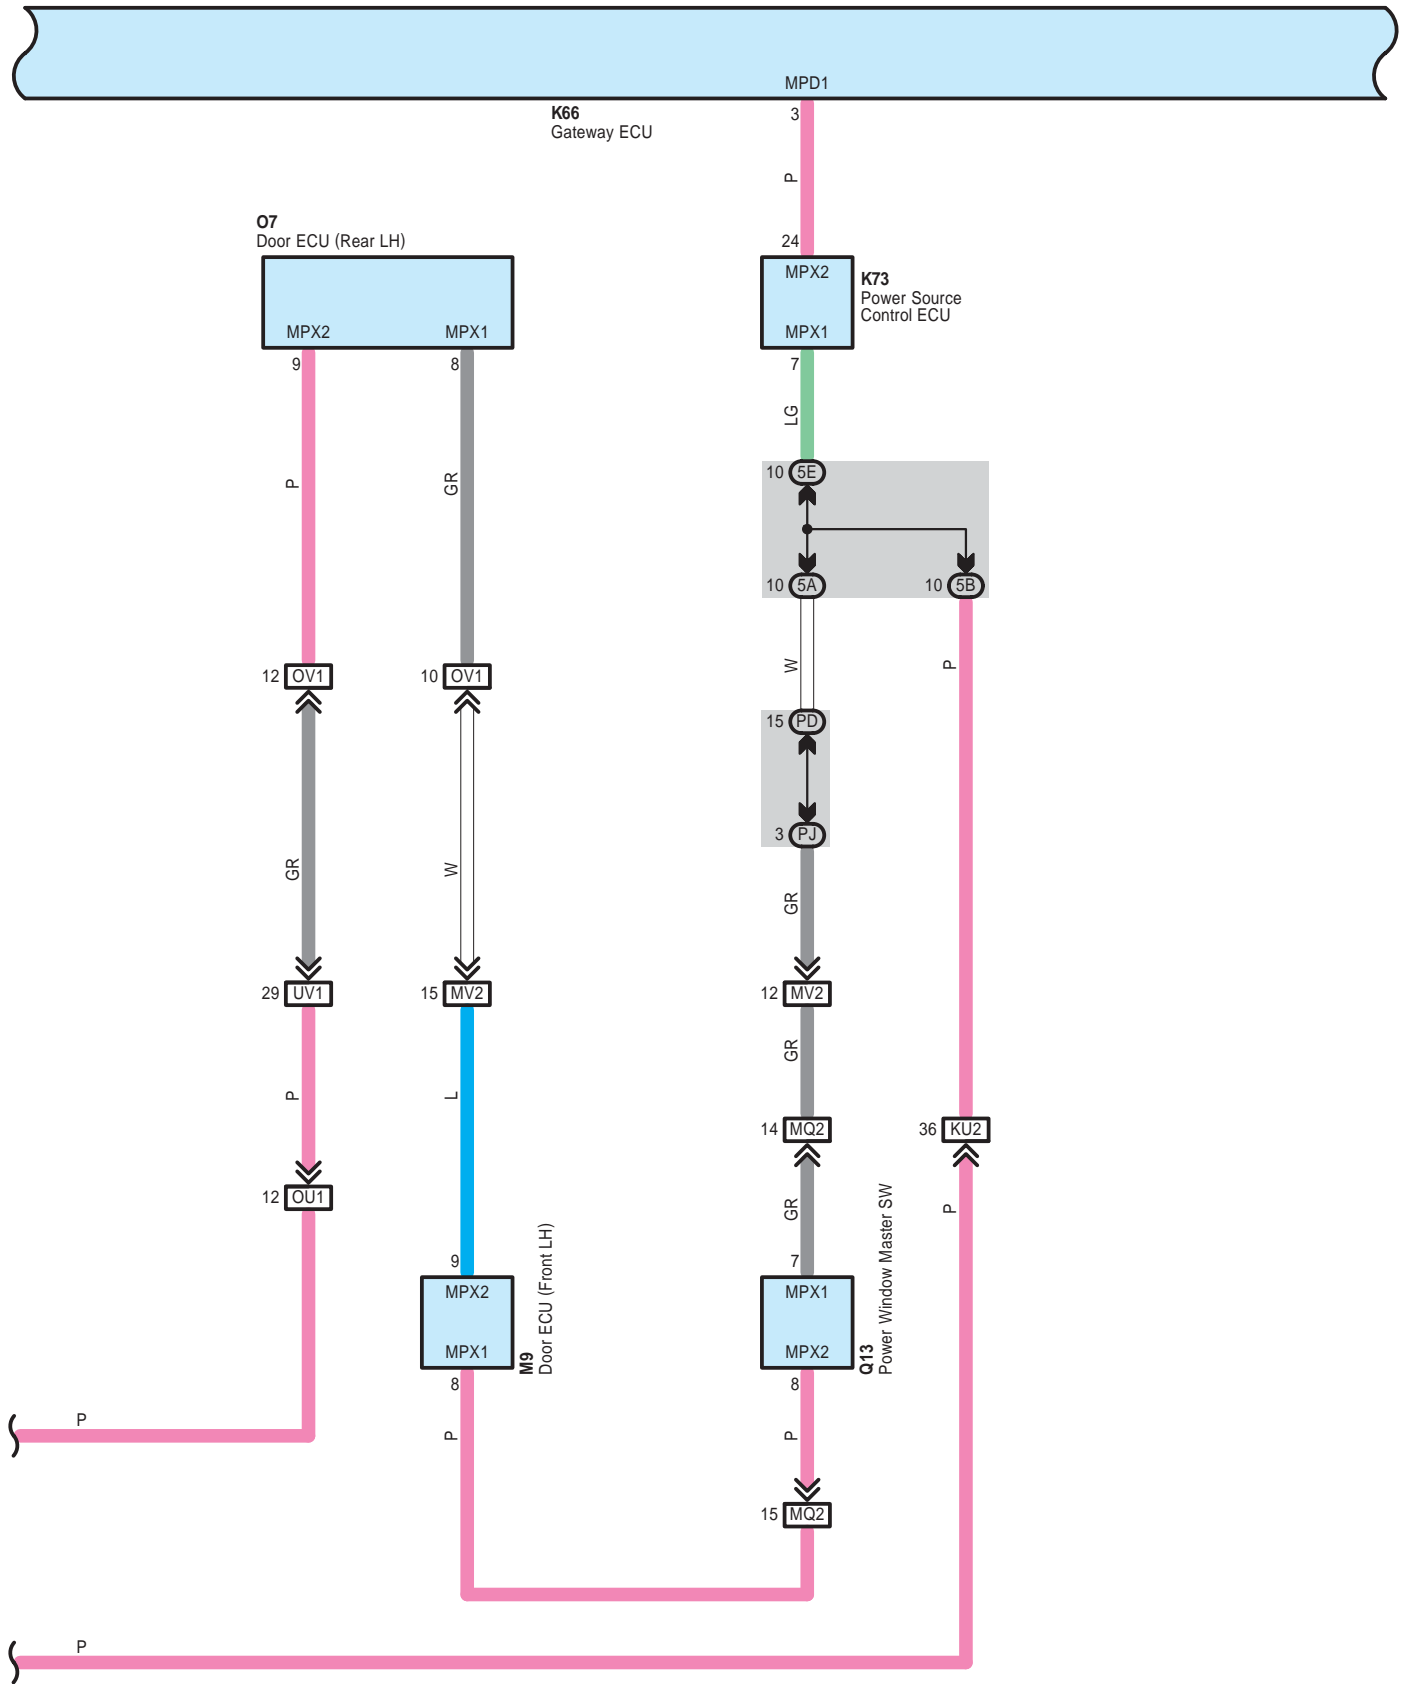 MPD1
K66
Gateway ECU
3
P
24
O7
Door ECU (Rear LH)
MPX2
K73
Power Source
Control ECU
MPX2
MPX1
MPX1
9
8
7
LG
10
5E
P
GR
10
5A
10
5B
12
OV1
10
OV1
W
P
15
PD
3
PJ
GR
W
GR
29
UV1
15
MV2
12
MV2
GR
P
L
14
MQ2
36
KU2
12
OU1
GR
P
9
7
MPX2
MPX1
M9
Door ECU (Front LH)
MPX1
MPX2
Q13
Power Window Master SW
8
8
P
P
P
15
MQ2
P